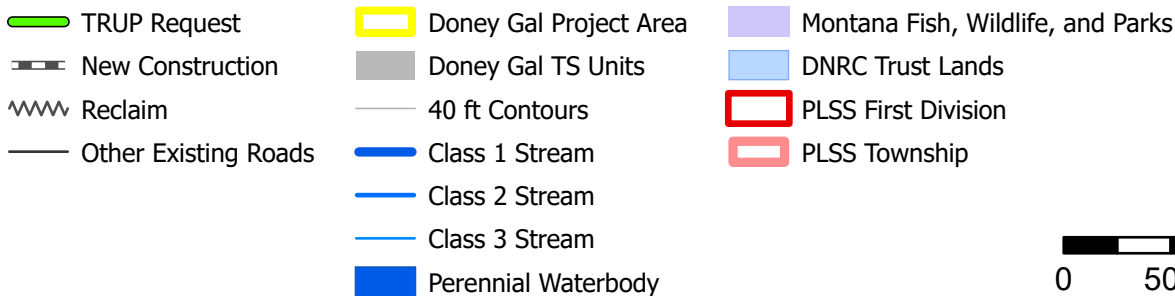 TRUP Request
New Construction
Reclaim
Other Existing Roads
Doney Gal Project Area
Doney Gal TS Units
40 ft Contours
Class 1 Stream
Class 2 Stream
Class 3 Stream
Perennial Waterbody
Montana Fish, Wildlife, and Parks
DNRC Trust Lands
PLSS First Division
PLSS Township
0 50